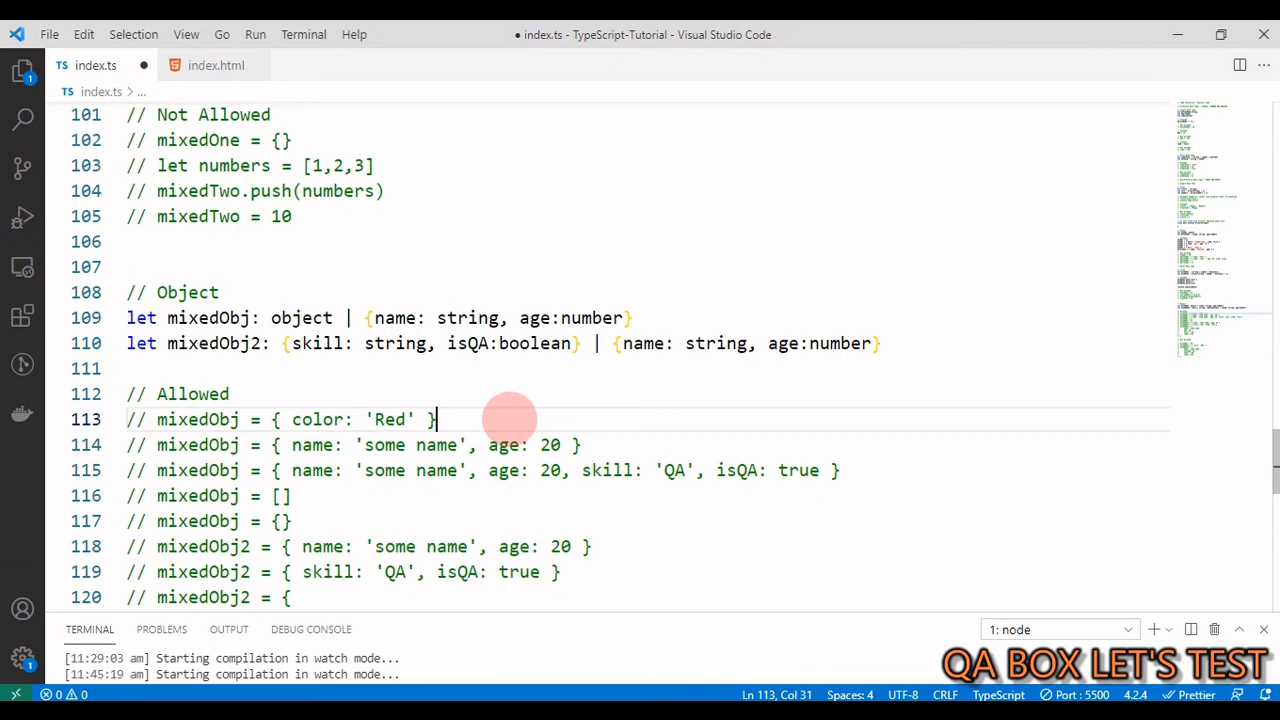 File Edit Selection View Go Run Terminal Help
● index.ts - TypeScript-Tutorial - Visual Studio Code
TS index.ts ● index.html
TS index.ts > ...
101 // Not Allowed
102 // mixedOne = {}
103 // let numbers = [1,2,3]
104 // mixedTwo.push(numbers)
105 // mixedTwo = 10
106
107
108 // Object
109 let mixedObj: object | {name: string, age:number}
110 let mixedObj2: {skill: string, isQA:boolean} | {name: string, age:number}
111
112 // Allowed
113 // mixedObj = { color: 'Red' }
114 // mixedObj = { name: 'some name', age: 20 }
115 // mixedObj = { name: 'some name', age: 20, skill: 'QA', isQA: true }
116 // mixedObj = []
117 // mixedObj = {}
118 // mixedObj2 = { name: 'some name', age: 20 }
119 // mixedObj2 = { skill: 'QA', isQA: true }
120 // mixedObj2 = {
TERMINAL PROBLEMS OUTPUT DEBUG CONSOLE 1: node
[11:29:03 am] Starting compilation in watch mode...
[11:45:19 am] Starting compilation in watch mode...
QA BOX LET'S TEST
0 0 Ln 113, Col 31 Spaces: 4 UTF-8 CRLF TypeScript Port : 5500 4.2.4 Prettier